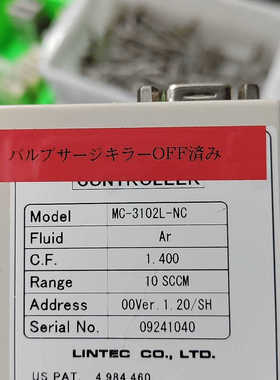 バルブサージキラーOFF済み
CONTROLLER
Model MC-3102L-NC
Fluid Ar
C.F. 1.400
Range 10 SCCM
Address 00Ver.1.20/SH
Serial No. 09241040
LINTEC CO., LTD.
US PAT. 4,984,460